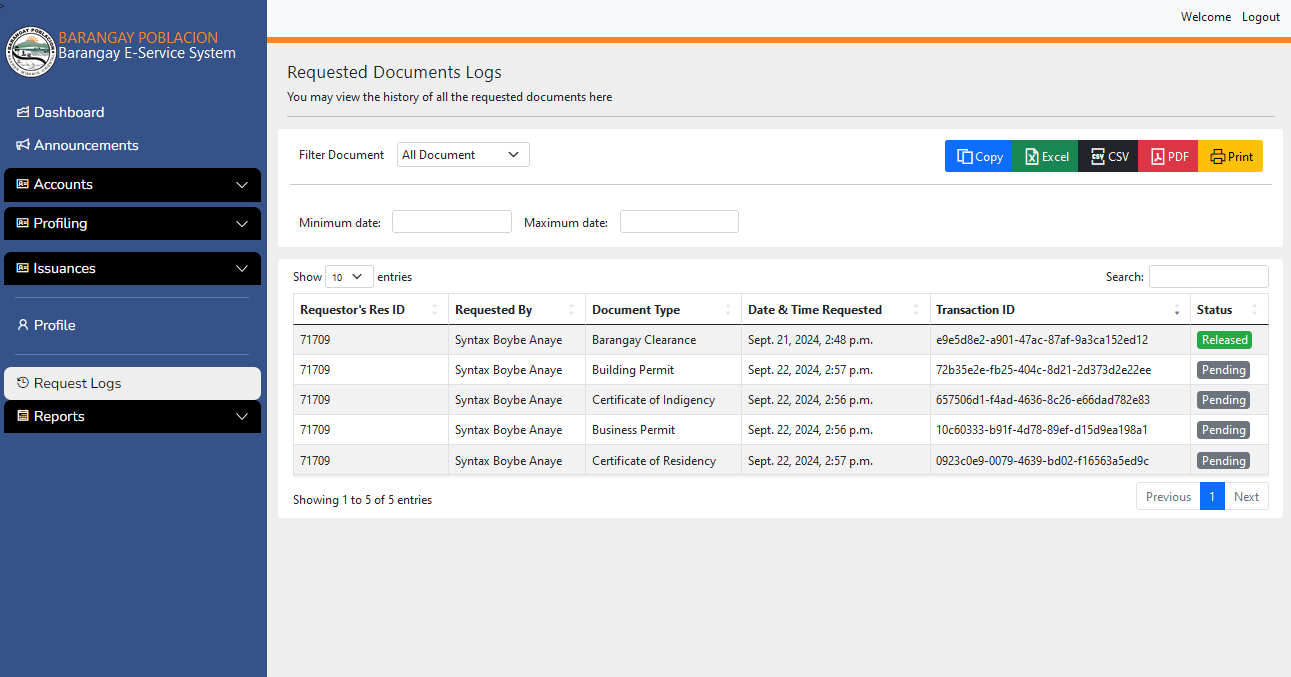 >
BARANGAY POBLACION
Barangay E-Service System
Dashboard
Announcements
Accounts
Profiling
Issuances
Profile
Request Logs
Reports
Welcome Logout
Requested Documents Logs
You may view the history of all the requested documents here
Filter Document All Document Copy Excel CSV PDF Print
Minimum date: Maximum date:
Show 10 entries Search:
Requestor's Res ID Requested By Document Type Date & Time Requested Transaction ID Status
71709 Syntax Boybe Anaye Barangay Clearance Sept. 21, 2024, 2:48 p.m. e9e5d8e2-a901-47ac-87af-9a3ca152ed12 Released
71709 Syntax Boybe Anaye Building Permit Sept. 22, 2024, 2:57 p.m. 72b35e2e-fb25-404c-8d21-2d373d2e22ee Pending
71709 Syntax Boybe Anaye Certificate of Indigency Sept. 22, 2024, 2:56 p.m. 657506d1-f4ad-4636-8c26-e66dad782e83 Pending
71709 Syntax Boybe Anaye Business Permit Sept. 22, 2024, 2:56 p.m. 10c60333-b91f-4d78-89ef-d15d9ea198a1 Pending
71709 Syntax Boybe Anaye Certificate of Residency Sept. 22, 2024, 2:57 p.m. 0923c0e9-0079-4639-bd02-f16563a5ed9c Pending
Showing 1 to 5 of 5 entries Previous 1 Next